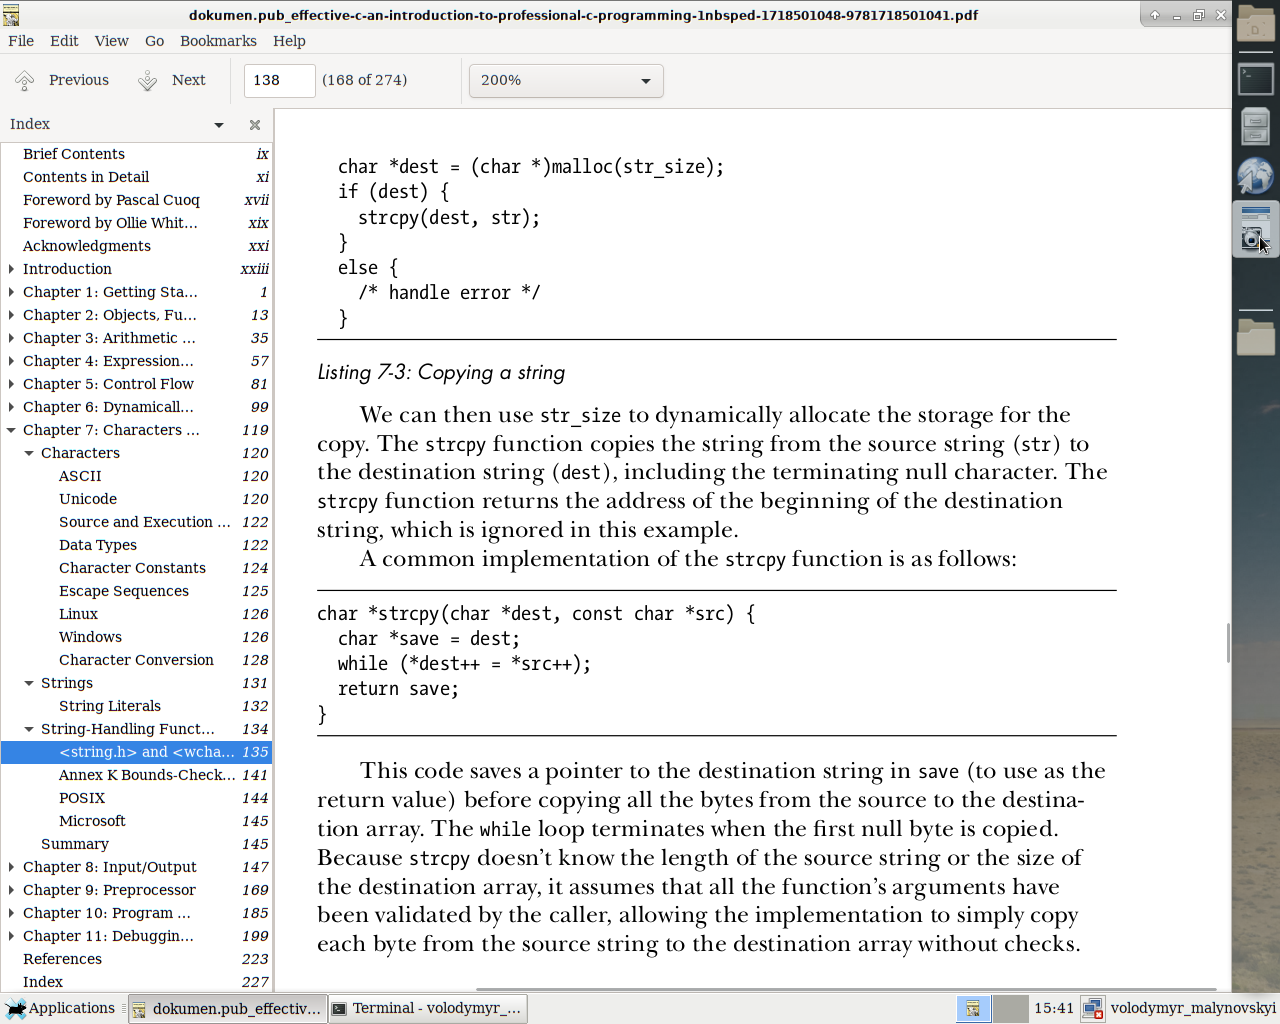 dokumen.pub_effective-c-an-introduction-to-professional-c-programming-1nbsped-1718501048-9781718501041.pdf
File Edit View Go Bookmarks Help
Previous Next 138 (168 of 274) 200%
Index
Brief Contents ix
Contents in Detail xi
Foreword by Pascal Cuoq xvii
Foreword by Ollie Whit... xix
Acknowledgments xxi
Introduction xxiii
Chapter 1: Getting Sta... 1
Chapter 2: Objects, Fu... 13
Chapter 3: Arithmetic ... 35
Chapter 4: Expression... 57
Chapter 5: Control Flow 81
Chapter 6: Dynamicall... 99
Chapter 7: Characters ... 119
Characters 120
ASCII 120
Unicode 120
Source and Execution ... 122
Data Types 122
Character Constants 124
Escape Sequences 125
Linux 126
Windows 126
Character Conversion 128
Strings 131
String Literals 132
String-Handling Funct... 134
<string.h> and <wcha... 135
Annex K Bounds-Check... 141
POSIX 144
Microsoft 145
Summary 145
Chapter 8: Input/Output 147
Chapter 9: Preprocessor 169
Chapter 10: Program ... 185
Chapter 11: Debuggin... 199
References 223
Index 227
char *dest = (char *)malloc(str_size);
if (dest) {
strcpy(dest, str);
}
else {
/* handle error */
}
Listing 7-3: Copying a string
We can then use str_size to dynamically allocate the storage for the
copy. The strcpy function copies the string from the source string (str) to
the destination string (dest), including the terminating null character. The
strcpy function returns the address of the beginning of the destination
string, which is ignored in this example.
A common implementation of the strcpy function is as follows:
char *strcpy(char *dest, const char *src) {
char *save = dest;
while (*dest++ = *src++);
return save;
}
This code saves a pointer to the destination string in save (to use as the
return value) before copying all the bytes from the source to the destina-
tion array. The while loop terminates when the first null byte is copied.
Because strcpy doesn’t know the length of the source string or the size of
the destination array, it assumes that all the function’s arguments have
been validated by the caller, allowing the implementation to simply copy
each byte from the source string to the destination array without checks.
Applications dokumen.pub_effectiv... Terminal - volodymyr_... 15:41 volodymyr_malynovskyi